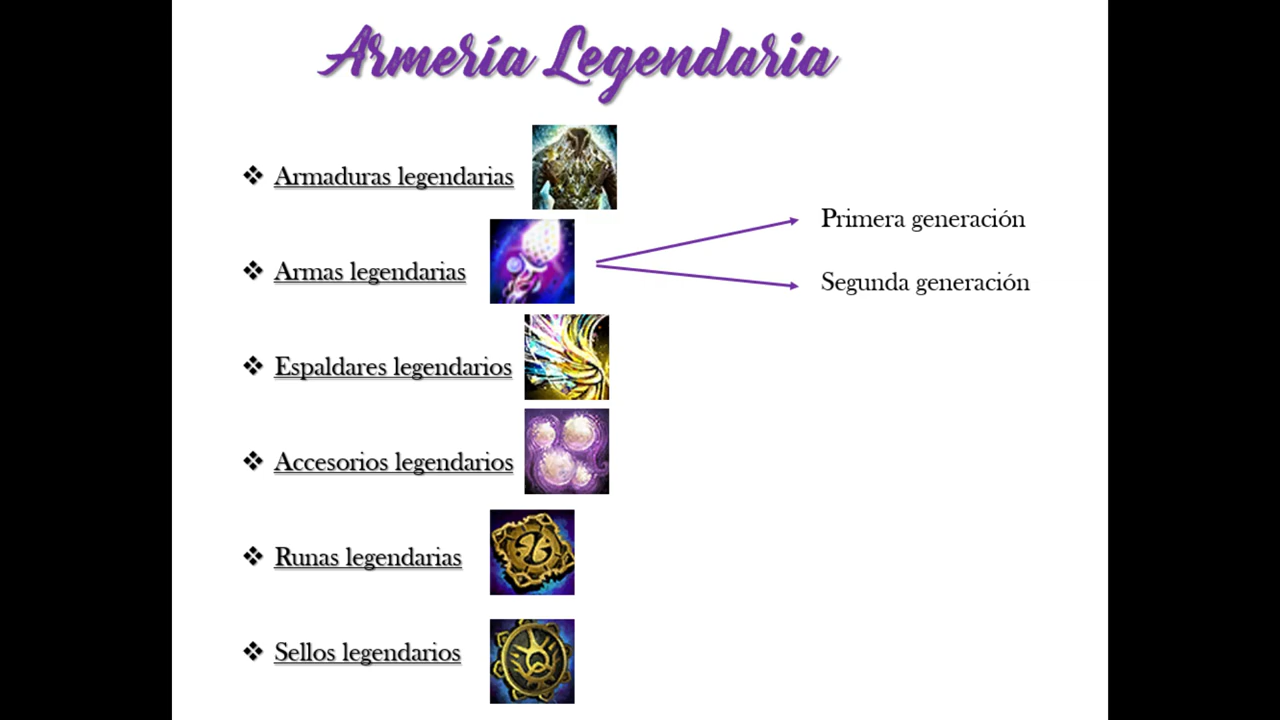 Armería Legendaria
Armaduras legendarias
Armas legendarias
Primera generación
Segunda generación
Espaldares legendarios
Accesorios legendarios
Runas legendarias
Sellos legendarios